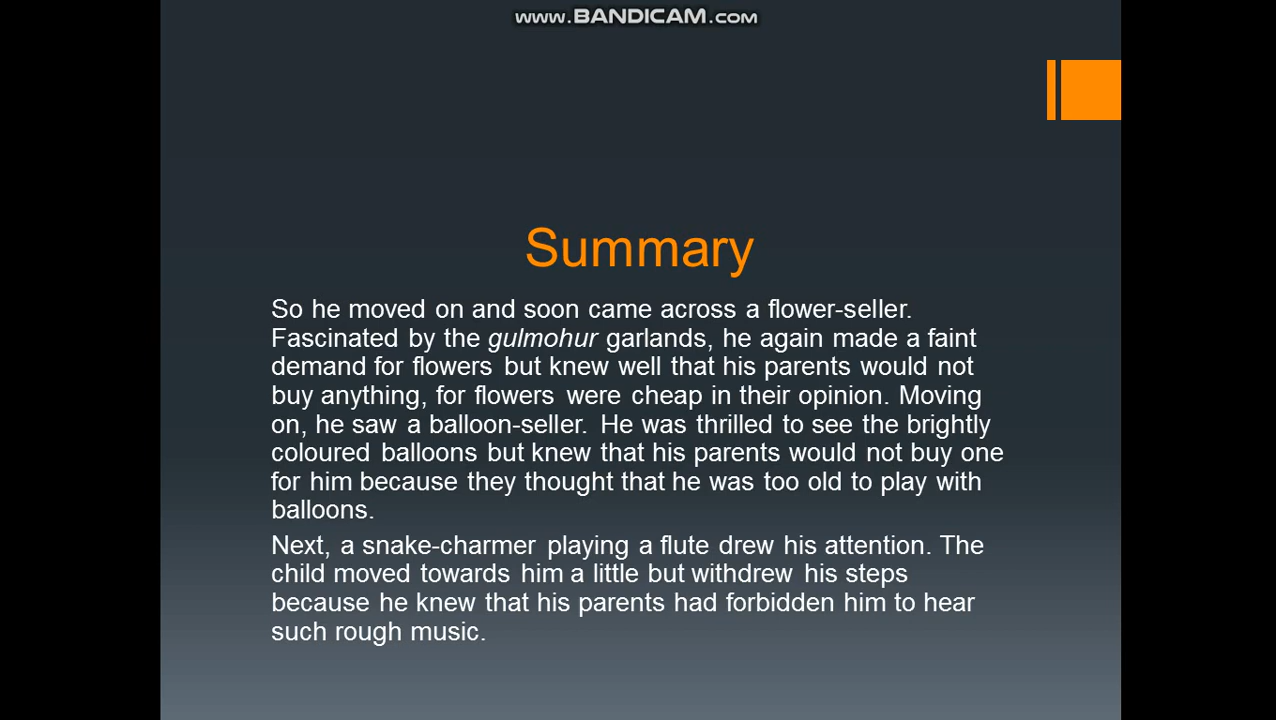 www.BANDICAM.com
Summary
So he moved on and soon came across a flower-seller.
Fascinated by the gulmohur garlands, he again made a faint
demand for flowers but knew well that his parents would not
buy anything, for flowers were cheap in their opinion. Moving
on, he saw a balloon-seller. He was thrilled to see the brightly
coloured balloons but knew that his parents would not buy one
for him because they thought that he was too old to play with
balloons.
Next, a snake-charmer playing a flute drew his attention. The
child moved towards him a little but withdrew his steps
because he knew that his parents had forbidden him to hear
such rough music.